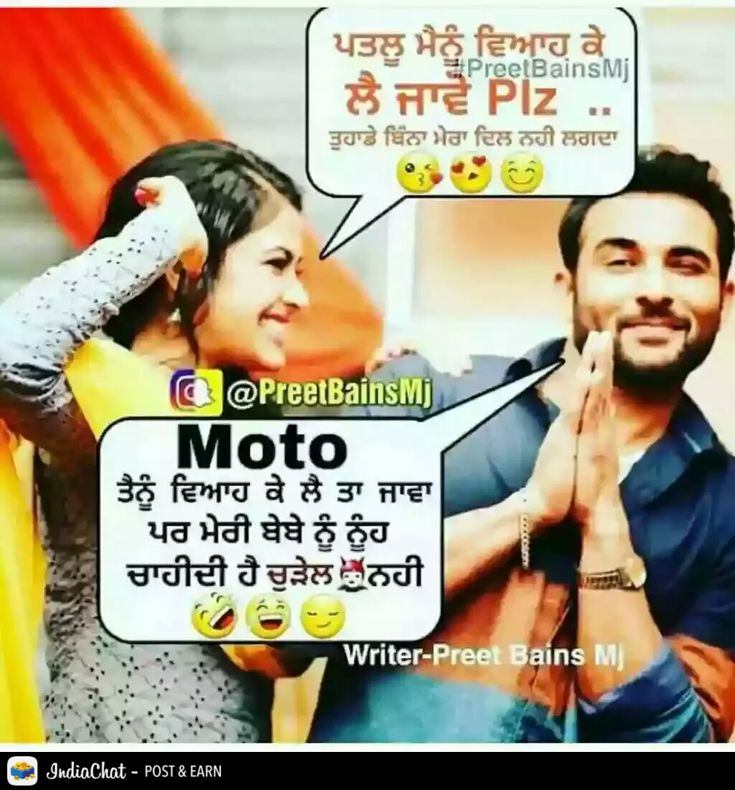 ਪਤਲੂ ਮੈਨੂੰ ਵਿਆਹ ਕੇ
#PreetBainsMj
ਲੈ ਜਾਵੋ Plz ..
ਤੁਹਾਡੇ ਬਿੰਨਾ ਮੇਰਾ ਦਿਲ ਨਹੀ ਲਗਦਾ
@PreetBainsMj
Moto
ਤੈਨੂੰ ਵਿਆਹ ਕੇ ਲੈ ਤਾ ਜਾਵਾ
ਪਰ ਮੇਰੀ ਬੇਬੇ ਨੂੰ ਨੂੰਹ
ਚਾਹੀਦੀ ਹੈ ਚੁੜੇਲ ਨਹੀ
Writer-Preet Bains Mj
IndiaChat - POST & EARN